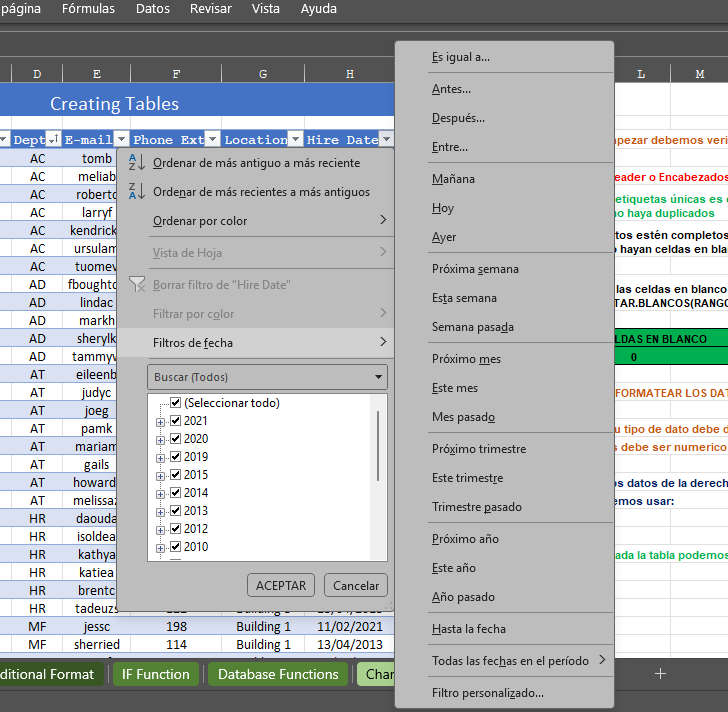 página Fórmulas Datos Revisar Vista Ayuda
D E F G H L M
Creating Tables
Dept E-mail Phone Ext Location Hire Date
AC tomb
AC meliab
AC roberto
AC larryf
AC kendrick
AC ursulam
AC tuomev
AD fboughto
AD lindac
AD markh
AD sherylk
AD tammyv
AT eileenb
AT judyc
AT joeg
AT pamk
AT mariam
AT gails
AT howard
AT melissaz
HR daouda
HR isoldea
HR kathya
HR katiea
HR brentc
HR tadeuzs
MF jessc 198 Building 1 11/02/2021
MF sherried 114 Building 1 13/04/2013
Ordenar de más antiguo a más reciente
Ordenar de más recientes a más antiguos
Ordenar por color
Vista de Hoja
Borrar filtro de "Hire Date"
Filtrar por color
Filtros de fecha
Buscar (Todos)
(Seleccionar todo)
2021
2020
2019
2015
2014
2013
2012
2010
ACEPTAR Cancelar
Es igual a...
Antes...
Después...
Entre...
Mañana
Hoy
Ayer
Próxima semana
Esta semana
Semana pasada
Próximo mes
Este mes
Mes pasado
Próximo trimestre
Este trimestre
Trimestre pasado
Próximo año
Este año
Año pasado
Hasta la fecha
Todas las fechas en el período
Filtro personalizado...
pezar debemos veri
eader o Encabezados
etiquetas únicas es
no haya duplicados
tos estén completos
hayan celdas en bla
las celdas en blanco
TAR.BLANCOS(RANGO
LDAS EN BLANCO
0
FORMATEAR LOS DAT
u tipo de dato debe d
s debe ser numerico
os datos de la derech
emos usar:
ada la tabla podemos
ditional Format IF Function Database Functions Char